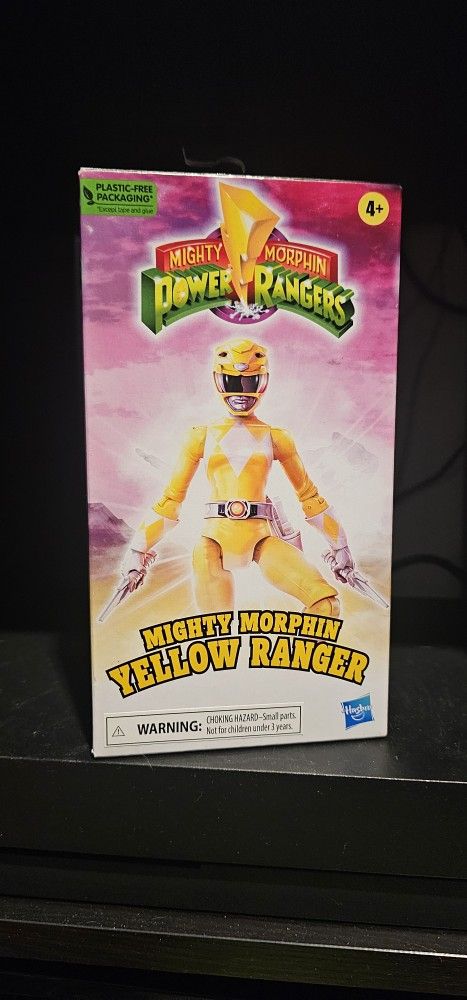 PLASTIC-FREE
PACKAGING*
*Except tape and glue
4+
MIGHTY MORPHIN
POWER RANGERS
MIGHTY MORPHIN
YELLOW RANGER
WARNING: CHOKING HAZARD–Small parts.
Not for children under 3 years.
Hasbro